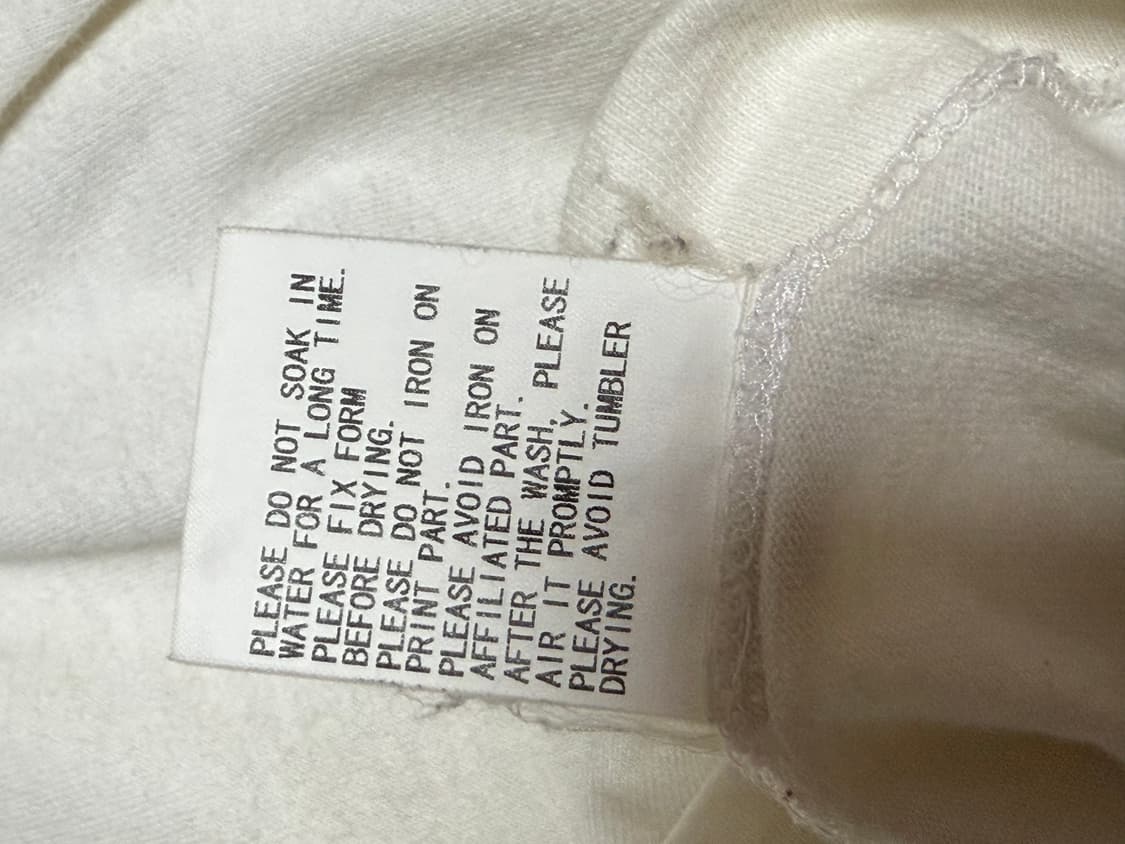 PLEASE DO NOT SOAK IN
WATER FOR A LONG TIME.
PLEASE FIX FORM
BEFORE DRYING.
PLEASE DO NOT IRON ON
PRINT PART.
PLEASE AVOID IRON ON
AFFILIATED PART.
AFTER THE WASH, PLEASE
AIR IT PROMPTLY.
PLEASE AVOID TUMBLER
DRYING.